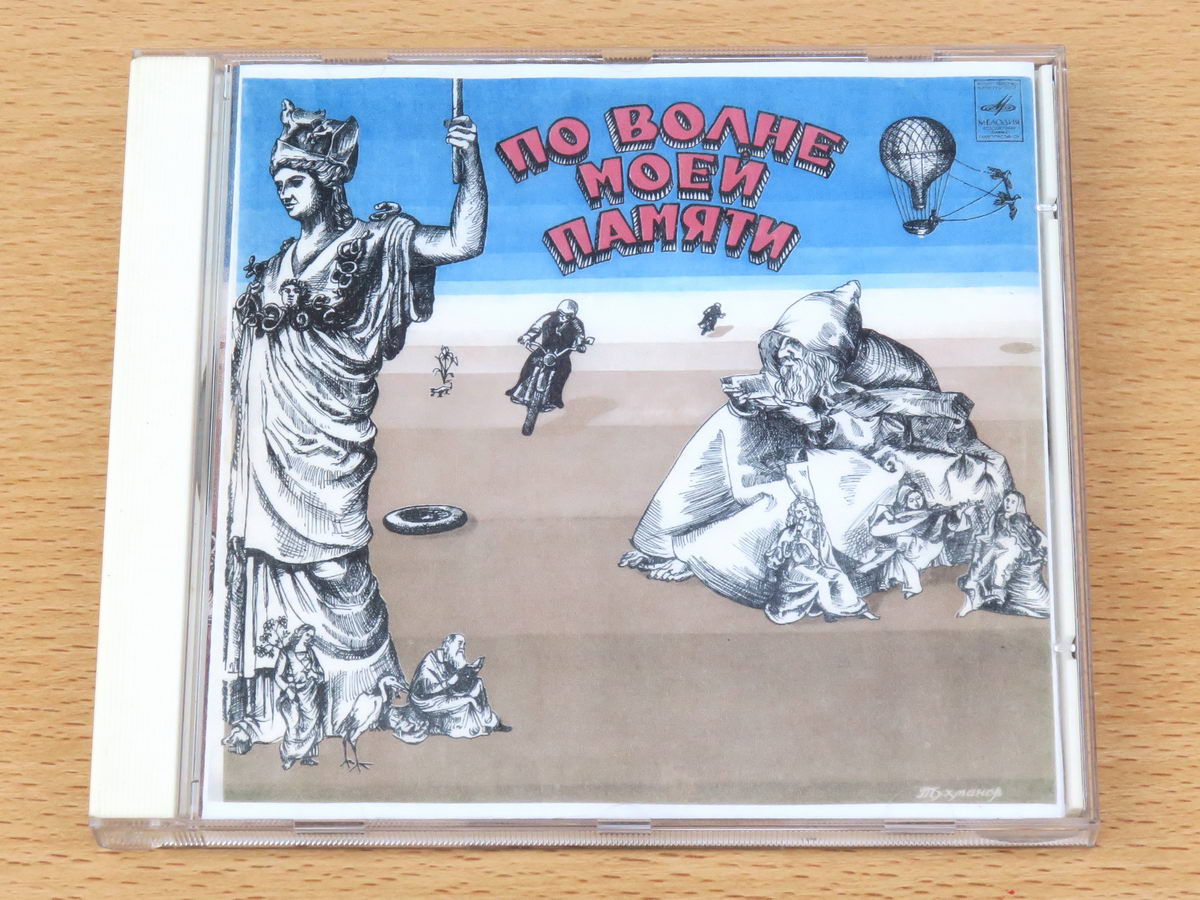 ПО ВОЛНЕ
МОЕЙ
ПАМЯТИ
МЕЛОДИЯ
Тухманов